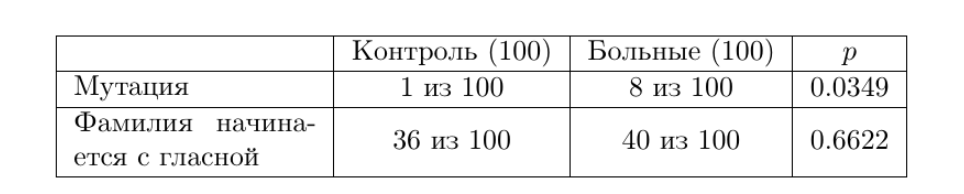 Контроль (100) Больные (100) p
Мутация 1 из 100 8 из 100 0.0349
Фамилия начина-
ется с гласной 36 из 100 40 из 100 0.6622